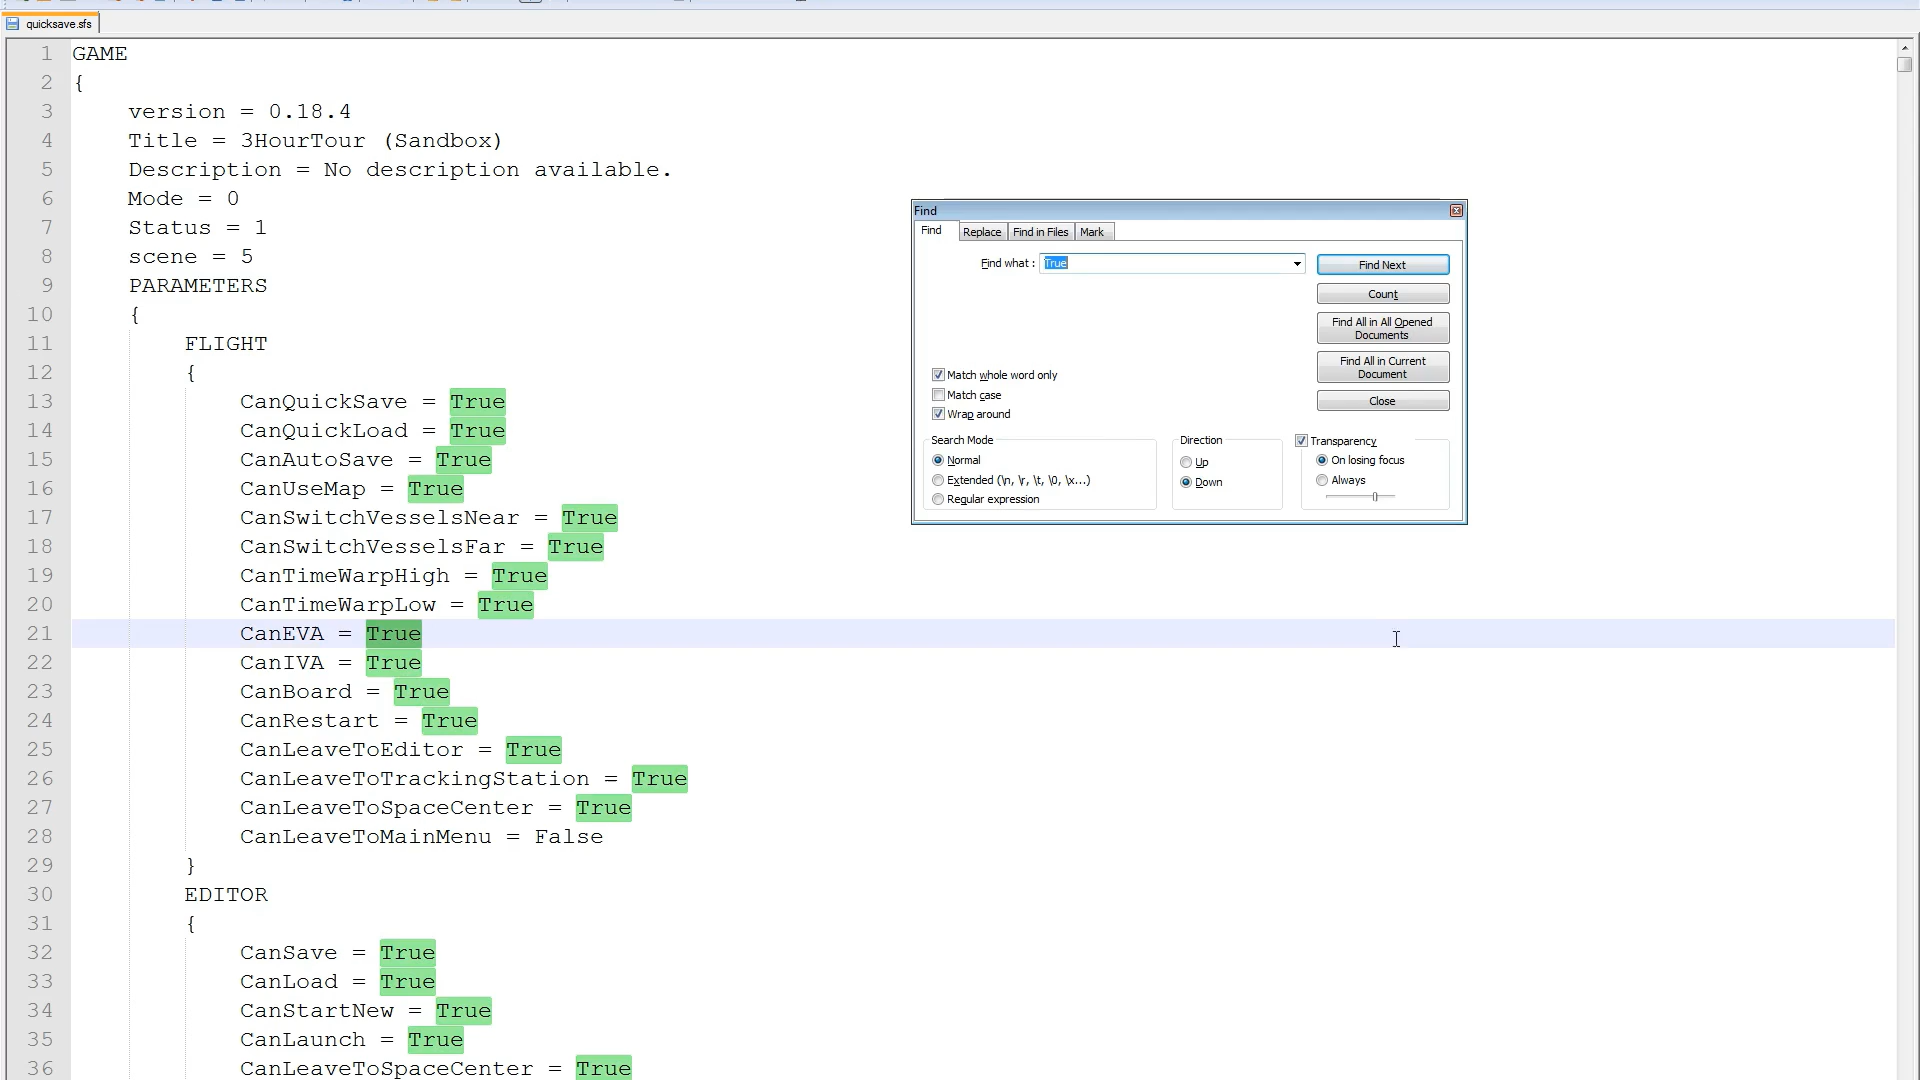 quicksave.sfs
1 GAME
2 {
3 version = 0.18.4
4 Title = 3HourTour (Sandbox)
5 Description = No description available.
6 Mode = 0
7 Status = 1
8 scene = 5
9 PARAMETERS
10 {
11 FLIGHT
12 {
13 CanQuickSave = True
14 CanQuickLoad = True
15 CanAutoSave = True
16 CanUseMap = True
17 CanSwitchVesselsNear = True
18 CanSwitchVesselsFar = True
19 CanTimeWarpHigh = True
20 CanTimeWarpLow = True
21 CanEVA = True
22 CanIVA = True
23 CanBoard = True
24 CanRestart = True
25 CanLeaveToEditor = True
26 CanLeaveToTrackingStation = True
27 CanLeaveToSpaceCenter = True
28 CanLeaveToMainMenu = False
29 }
30 EDITOR
31 {
32 CanSave = True
33 CanLoad = True
34 CanStartNew = True
35 CanLaunch = True
36 CanLeaveToSpaceCenter = True
Find
Find Replace Find in Files Mark
Find what : True
Find Next
Count
Find All in All Opened
Documents
Find All in Current
Document
Close
Match whole word only
Match case
Wrap around
Search Mode
Normal
Extended (\n, \r, \t, \0, \x...)
Regular expression
Direction
Up
Down
Transparency
On losing focus
Always